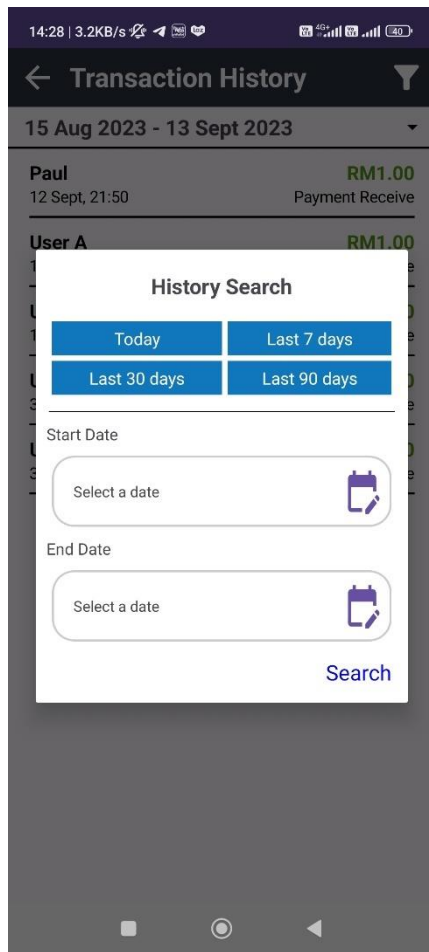 14:28 | 3.2KB/s
4G+
40
Transaction History
15 Aug 2023 - 13 Sept 2023
Paul RM1.00
12 Sept, 21:50 Payment Receive
User A RM1.00
History Search
Today Last 7 days
Last 30 days Last 90 days
Start Date
Select a date
End Date
Select a date
Search